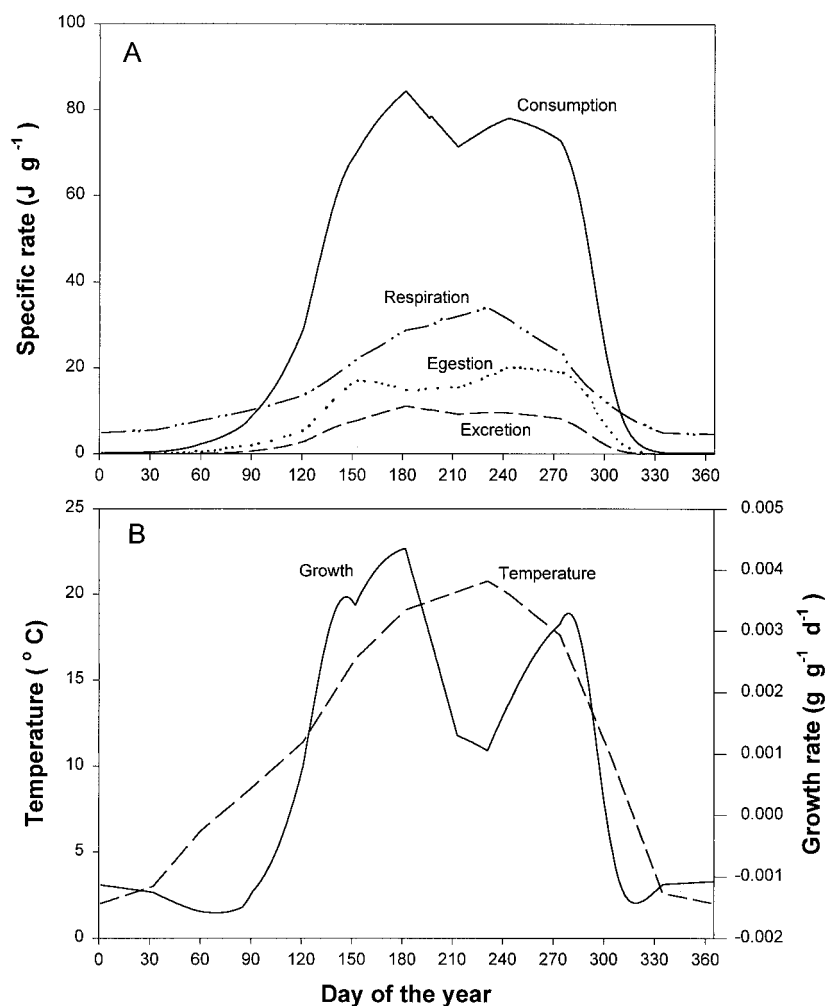 A
100
80
60
40
20
0
Specific rate (J g⁻¹)
Consumption
Respiration
Egestion
Excretion
0 30 60 90 120 150 180 210 240 270 300 330 360
B
25
20
15
10
5
0
Temperature ( ° C)
Growth
Temperature
0.005
0.004
0.003
0.002
0.001
0.000
-0.001
-0.002
Growth rate (g g⁻¹ d⁻¹)
0 30 60 90 120 150 180 210 240 270 300 330 360
Day of the year